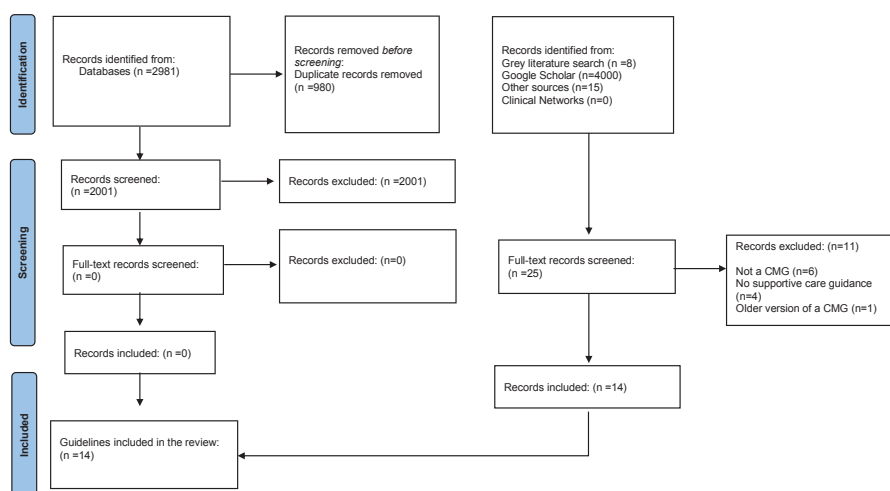 Identification
Records identified from:
Databases (n =2981)
Records removed before
screening:
Duplicate records removed
(n =980)
Records identified from:
Grey literature search (n =8)
Google Scholar (n=4000)
Other sources (n=15)
Clinical Networks (n=0)
Screening
Records screened:
(n =2001)
Records excluded: (n =2001)
Full-text records screened:
(n =0)
Records excluded: (n=0)
Full-text records screened:
(n =25)
Records excluded: (n=11)
Not a CMG (n=6)
No supportive care guidance
(n=4)
Older version of a CMG (n=1)
Records included: (n =0)
Records included: (n =14)
Included
Guidelines included in the review:
(n =14)